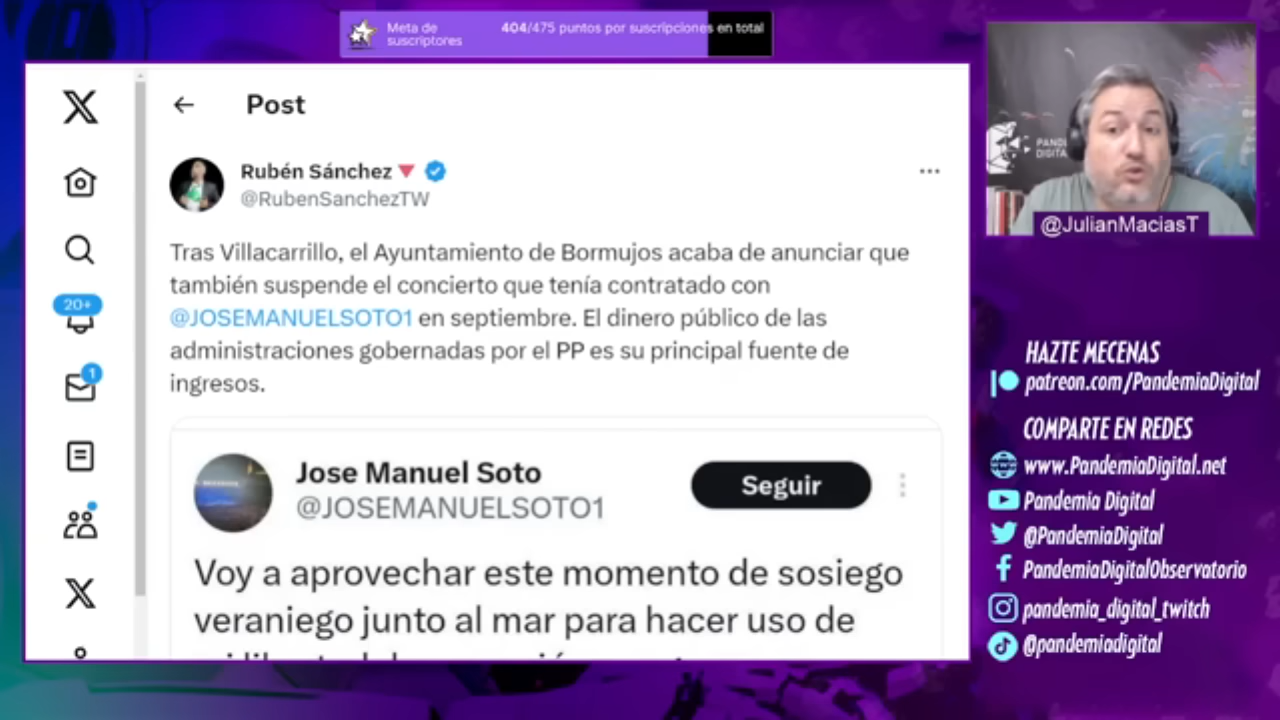 Meta de
suscriptores
404/475 puntos por suscripciones en total
Post
Rubén Sánchez
@RubenSanchezTW
Tras Villacarrillo, el Ayuntamiento de Bormujos acaba de anunciar que
también suspende el concierto que tenía contratado con
@JOSEMANUELSOTO1 en septiembre. El dinero público de las
administraciones gobernadas por el PP es su principal fuente de
ingresos.
20+
1
Jose Manuel Soto
@JOSEMANUELSOTO1
Seguir
Voy a aprovechar este momento de sosiego
veraniego junto al mar para hacer uso de
@JulianMaciasT
HAZTE MECENAS
patreon.com/PandemiaDigital
COMPARTE EN REDES
www.PandemiaDigital.net
Pandemia Digital
@PandemiaDigital
PandemiaDigitalObservatorio
pandemia_digital_twitch
@pandemiadigital